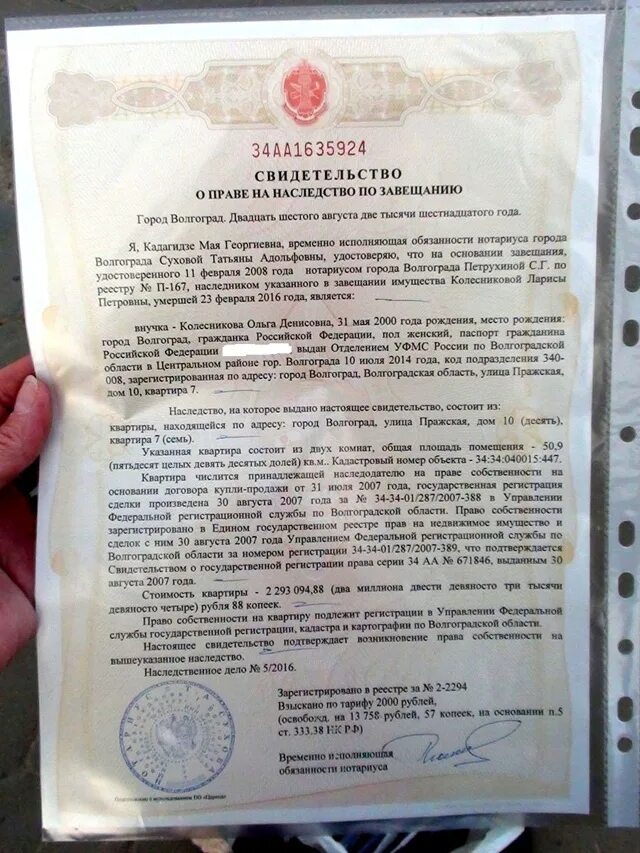 34АА1635924
СВИДЕТЕЛЬСТВО
О ПРАВЕ НА НАСЛЕДСТВО ПО ЗАВЕЩАНИЮ
Город Волгоград. Двадцать шестого августа две тысячи шестнадцатого года.
Я, Кадагидзе Мая Георгиевна, временно исполняющая обязанности нотариуса города
Волгограда Суховой Татьяны Адольфовны, удостоверяю, что на основании завещания,
удостоверенного 11 февраля 2008 года нотариусом города Волгограда Петрухиной С.Г. по
реестру № П-167, наследником указанного в завещании имущества Колесниковой Ларисы
Петровны, умершей 23 февраля 2016 года, является:
внучка - Колесникова Ольга Денисовна, 31 мая 2000 года рождения, место рождения:
город Волгоград, гражданка Российской Федерации, пол женский, паспорт гражданина
Российской Федерации выдан Отделением УФМС России по Волгоградской
области в Центральном районе гор. Волгограда 10 июля 2014 года, код подразделения 340-
008, зарегистрированная по адресу: город Волгоград, Волгоградская область, улица Пражская,
дом 10, квартира 7.
Наследство, на которое выдано настоящее свидетельство, состоит из:
квартиры, находящейся по адресу: город Волгоград, улица Пражская, дом 10 (десять),
квартира 7 (семь).
Указанная квартира состоит из двух комнат, общая площадь помещения - 50,9
(пятьдесят целых девять десятых долей) кв.м.. Кадастровый номер объекта - 34:34:040015:447.
Квартира числится принадлежащей наследодателю на праве собственности на
основании договора купли-продажи от 31 июля 2007 года, государственная регистрация
сделки произведена 30 августа 2007 года за № 34-34-01/287/2007-388 в Управлении
Федеральной регистрационной службы по Волгоградской области. Право собственности
зарегистрировано в Едином государственном реестре прав на недвижимое имущество и
сделок с ним 30 августа 2007 года Управлением Федеральной регистрационной службы по
Волгоградской области за номером регистрации 34-34-01/287/2007-389, что подтверждается
Свидетельством о государственной регистрации права серии 34 АА № 671846, выданным 30
августа 2007 года.
Стоимость квартиры - 2 293 094,88 (два миллиона двести девяносто три тысячи
девяносто четыре) рубля 88 копеек.
Право собственности на квартиру подлежит регистрации в Управлении Федеральной
службы государственной регистрации, кадастра и картографии по Волгоградской области.
Настоящее свидетельство подтверждает возникновение права собственности на
вышеуказанное наследство.
Наследственное дело № 5/2016.
Зарегистрировано в реестре за № 2-2294
Взыскано по тарифу 2000 рублей,
(освобожд. на 13 758 рублей, 57 копеек, на основании п.5
ст. 333.38 НК РФ)
Временно исполняющая
обязанности нотариуса